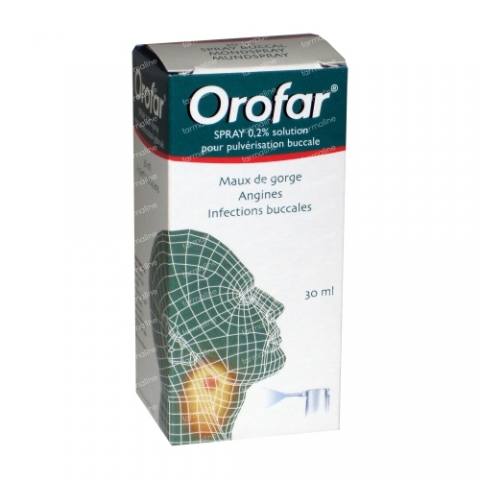 SPRAY BUCCAL
MONDSPRAY
MUNDSPRAY
Orofar®
SPRAY 0,2% solution
pour pulvérisation buccale
Maux de gorge
Angines
Infections buccales
30 ml